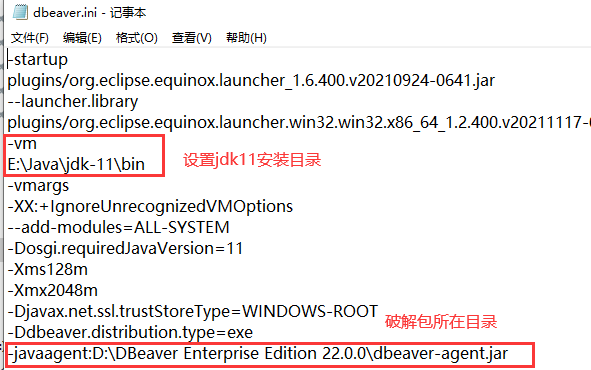 dbeaver.ini - 记事本
文件(F) 编辑(E) 格式(O) 查看(V) 帮助(H)
-startup
plugins/org.eclipse.equinox.launcher_1.6.400.v20210924-0641.jar
--launcher.library
plugins/org.eclipse.equinox.launcher.win32.win32.x86_64_1.2.400.v20211117-0
-vm
E:\Java\jdk-11\bin 设置jdk11安装目录
-vmargs
-XX:+IgnoreUnrecognizedVMOptions
--add-modules=ALL-SYSTEM
-Dosgi.requiredJavaVersion=11
-Xms128m
-Xmx2048m
-Djavax.net.ssl.trustStoreType=WINDOWS-ROOT
-Ddbeaver.distribution.type=exe 破解包所在目录
-javaagent:D:\DBeaver Enterprise Edition 22.0.0\dbeaver-agent.jar